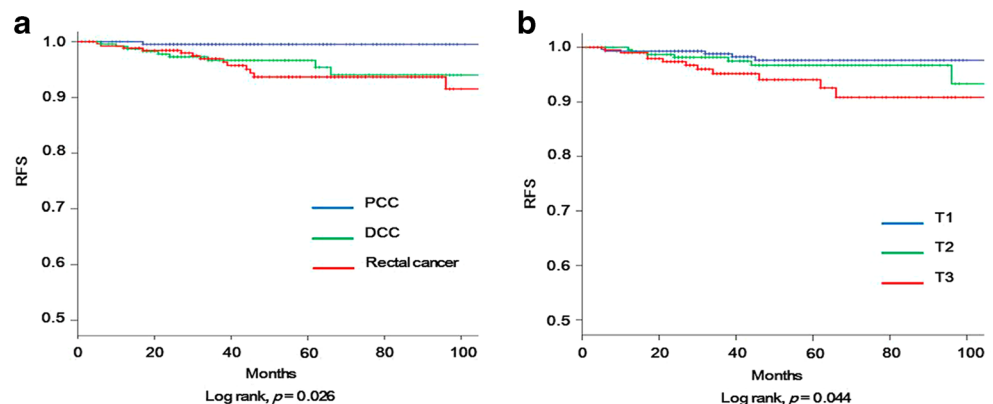 a
1.0
0.9
0.8
0.7
0.6
0.5
RFS
PCC
DCC
Rectal cancer
0 20 40 60 80 100
Months
Log rank, p = 0.026
b
1.0
0.9
0.8
0.7
0.6
0.5
RFS
T1
T2
T3
0 20 40 60 80 100
Months
Log rank, p = 0.044